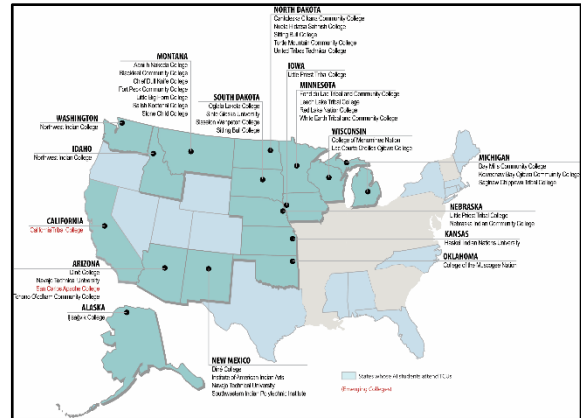 NORTH DAKOTA
Cankdeska Cikana Community College
Nueta Hidatsa Sahnish College
Sitting Bull College
Turtle Mountain Community College
United Tribes Technical College
MONTANA
Aaniiih Nakoda College
Blackfeet Community College
Chief Dull Knife College
Fort Peck Community College
Little Big Horn College
Salish Kootenai College
Stone Child College
IOWA
Little Priest Tribal College
MINNESOTA
Fond du Lac Tribal and Community College
Leech Lake Tribal College
Red Lake Nation College
White Earth Tribal and Community College
SOUTH DAKOTA
Oglala Lakota College
Sinte Gleska University
Sisseton Wahpeton College
Sitting Bull College
WISCONSIN
College of Menominee Nation
Lac Courte Oreilles Ojibwe College
WASHINGTON
Northwest Indian College
IDAHO
Northwest Indian College
MICHIGAN
Bay Mills Community College
Keweenaw Bay Ojibwa Community College
Saginaw Chippewa Tribal College
NEBRASKA
Little Priest Tribal College
Nebraska Indian Community College
KANSAS
Haskell Indian Nations University
OKLAHOMA
College of the Muscogee Nation
CALIFORNIA
California Tribal College
ARIZONA
Diné College
Navajo Technical University
San Carlos Apache College
Tohono O'odham Community College
ALASKA
Iḷisaġvik College
NEW MEXICO
Diné College
Institute of American Indian Arts
Navajo Technical University
Southwestern Indian Polytechnic Institute
States whose AI students attend TCUs
(Emerging Colleges)